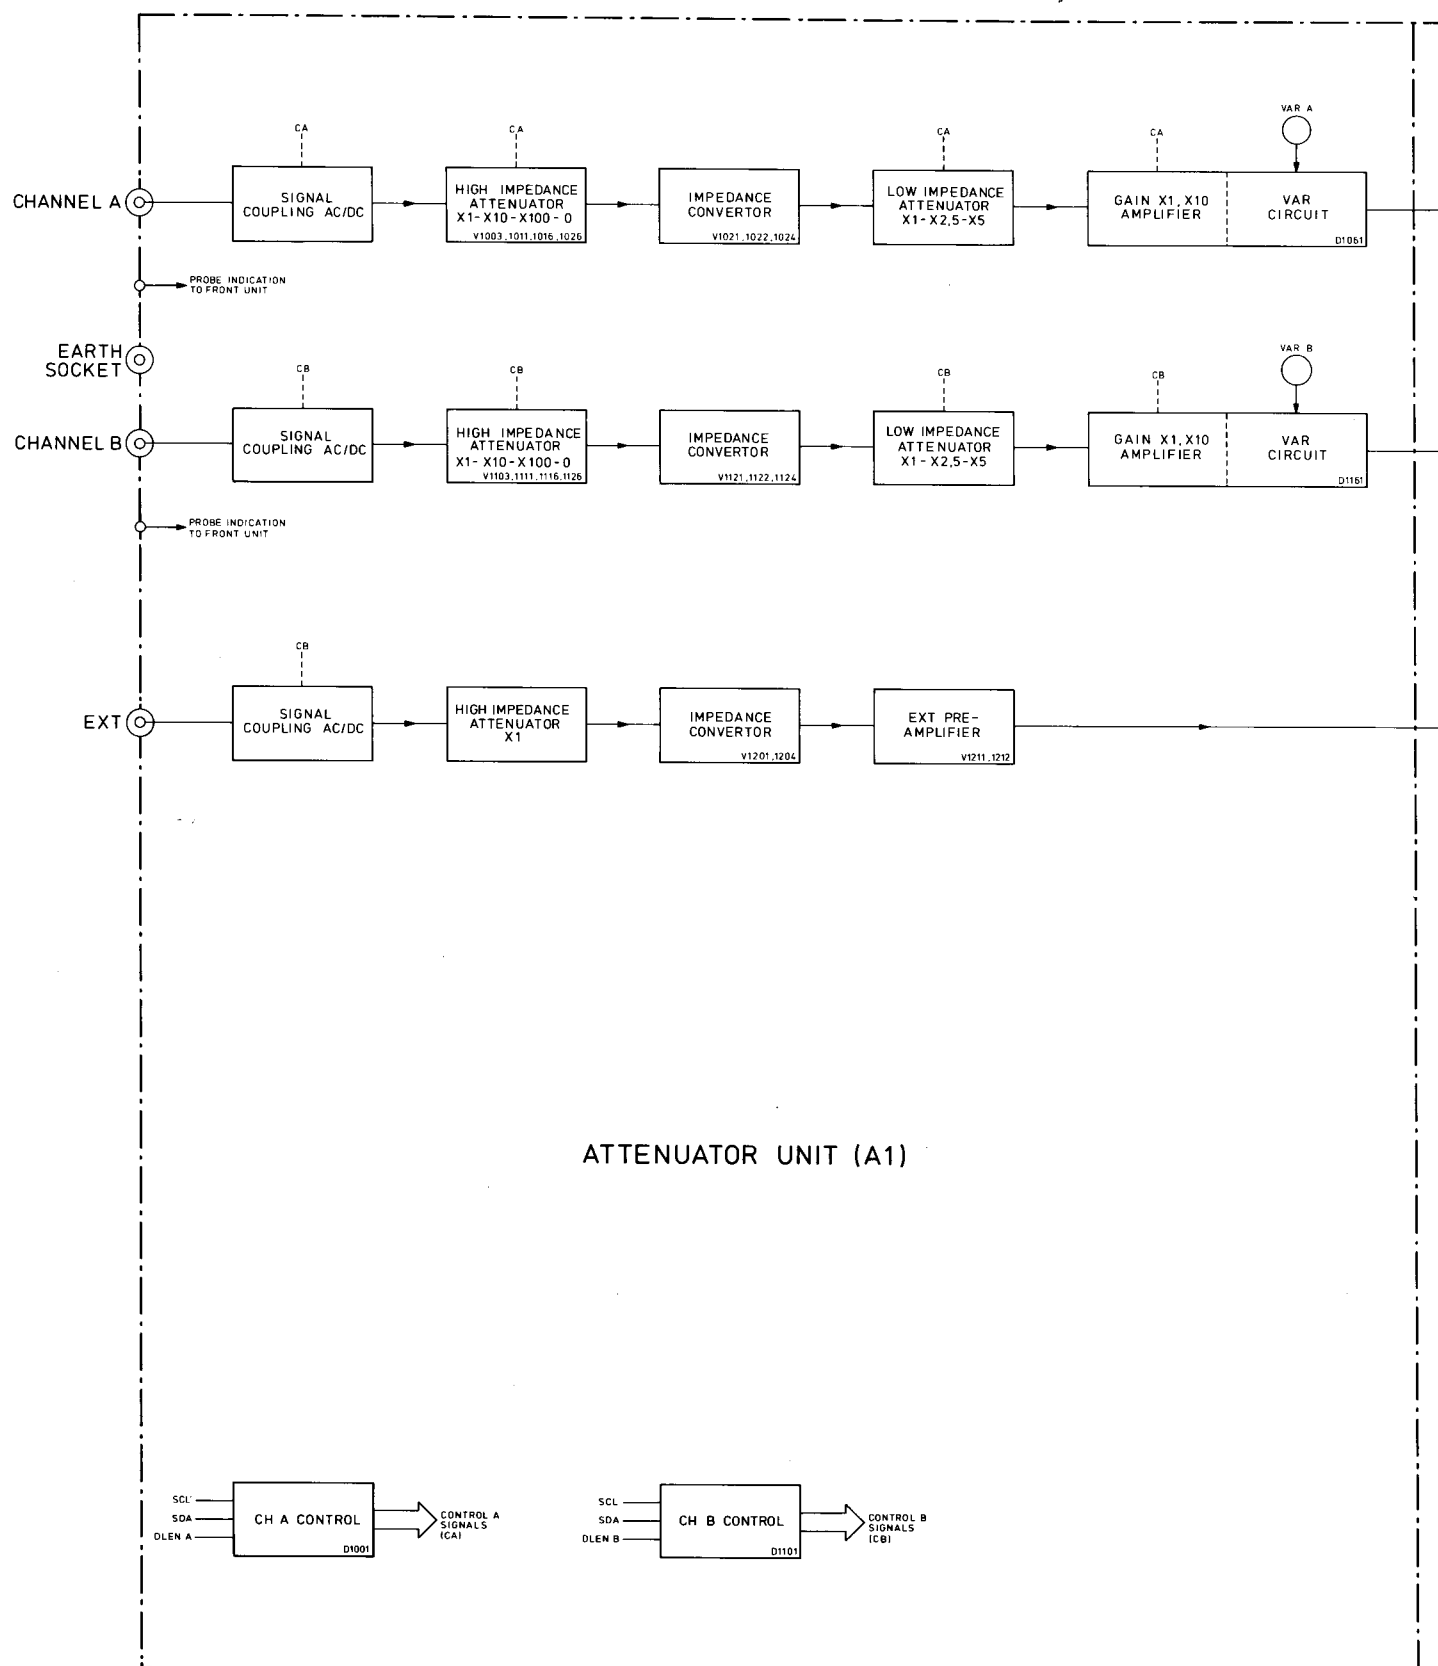 VAR A
CA
CA
CA
CA
CHANNEL A
SIGNAL
COUPLING AC/DC
HIGH IMPEDANCE
ATTENUATOR
X1-X10-X100-0
V1003,1011,1016,1026
IMPEDANCE
CONVERTOR
V1021,1022,1024
LOW IMPEDANCE
ATTENUATOR
X1-X2,5-X5
GAIN X1,X10
AMPLIFIER
VAR
CIRCUIT
D1061
PROBE INDICATION
TO FRONT UNIT
EARTH
SOCKET
VAR B
CB
CB
CB
CB
CHANNEL B
SIGNAL
COUPLING AC/DC
HIGH IMPEDANCE
ATTENUATOR
X1-X10-X100-0
V1103,1111,1116,1126
IMPEDANCE
CONVERTOR
V1121,1122,1124
LOW IMPEDANCE
ATTENUATOR
X1-X2,5-X5
GAIN X1,X10
AMPLIFIER
VAR
CIRCUIT
D1161
PROBE INDICATION
TO FRONT UNIT
CB
EXT
SIGNAL
COUPLING AC/DC
HIGH IMPEDANCE
ATTENUATOR
X1
IMPEDANCE
CONVERTOR
V1201,1204
EXT PRE-
AMPLIFIER
V1211,1212
ATTENUATOR UNIT (A1)
SCL
SDA
DLEN A
CH A CONTROL
D1001
CONTROL A
SIGNALS
(CA)
SCL
SDA
DLEN B
CH B CONTROL
D1101
CONTROL B
SIGNALS
(CB)